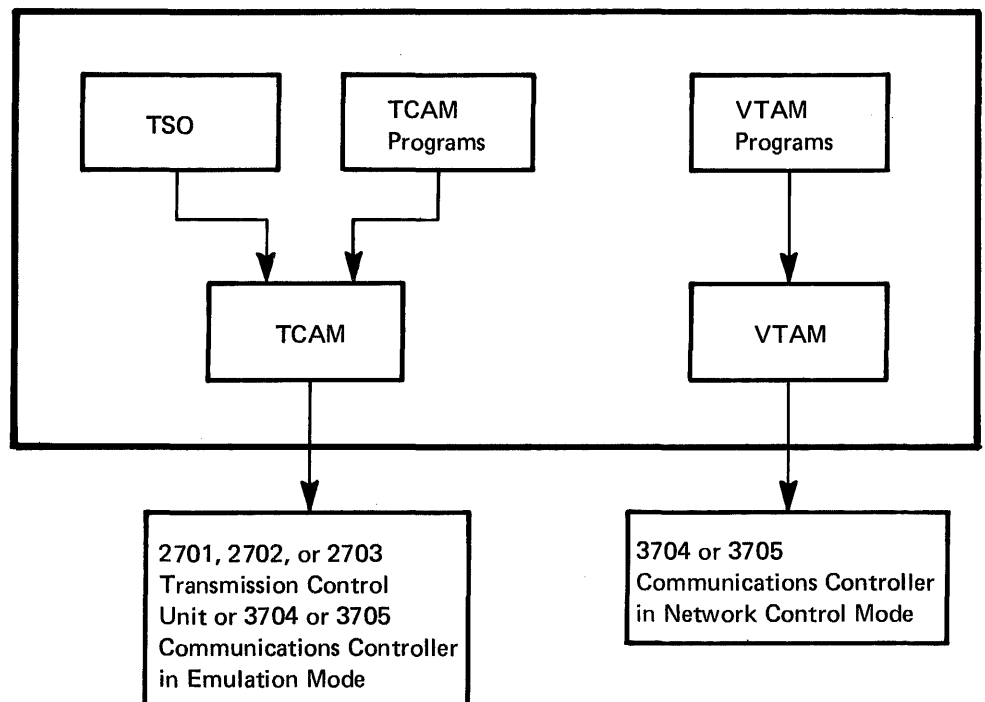 TSO
TCAM
Programs
VTAM
Programs
TCAM
VTAM
2701, 2702, or 2703
Transmission Control
Unit or 3704 or 3705
Communications Controller
in Emulation Mode
3704 or 3705
Communications Controller
in Network Control Mode